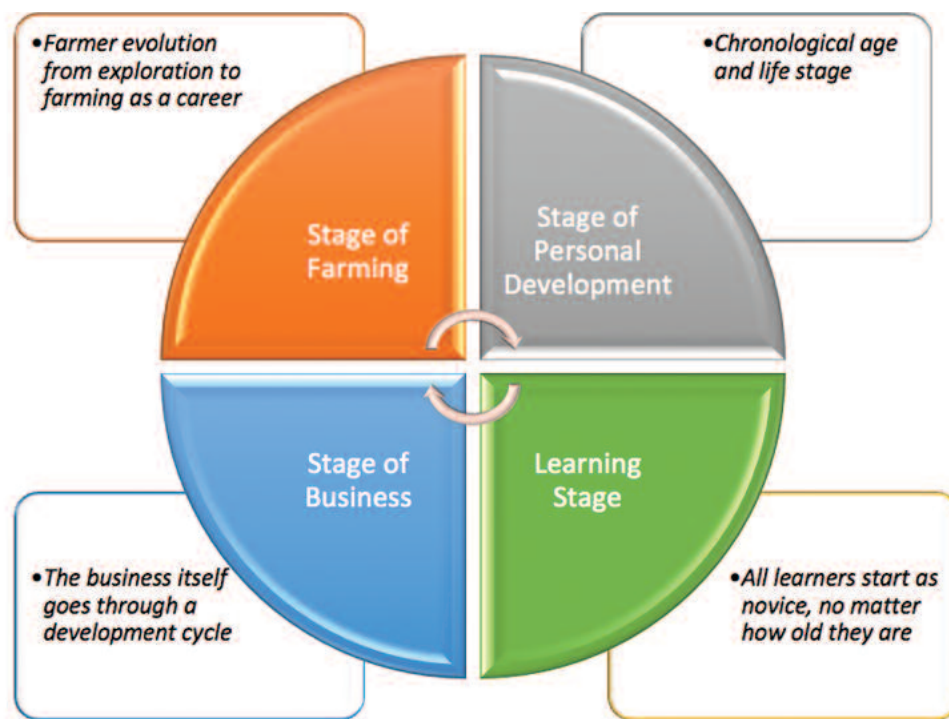 •Farmer evolution
from exploration to
farming as a career
•Chronological age
and life stage
Stage of
Farming
Stage of
Personal
Development
Stage of
Business
Learning
Stage
•The business itself
goes through a
development cycle
•All learners start as
novice, no matter
how old they are